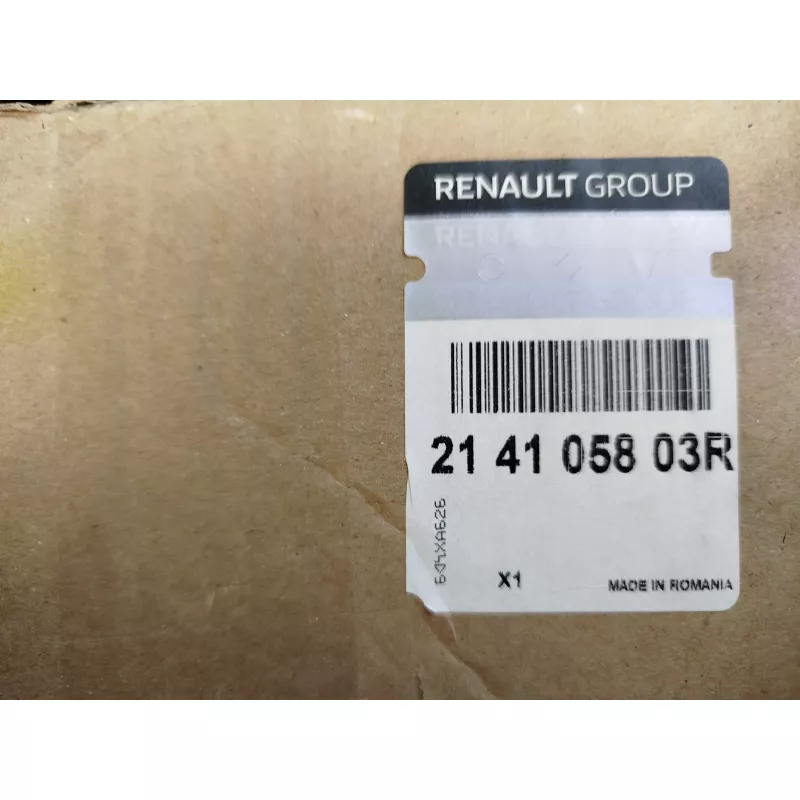 RENAULT GROUP
21 41 058 03R
X1
MADE IN ROMANIA